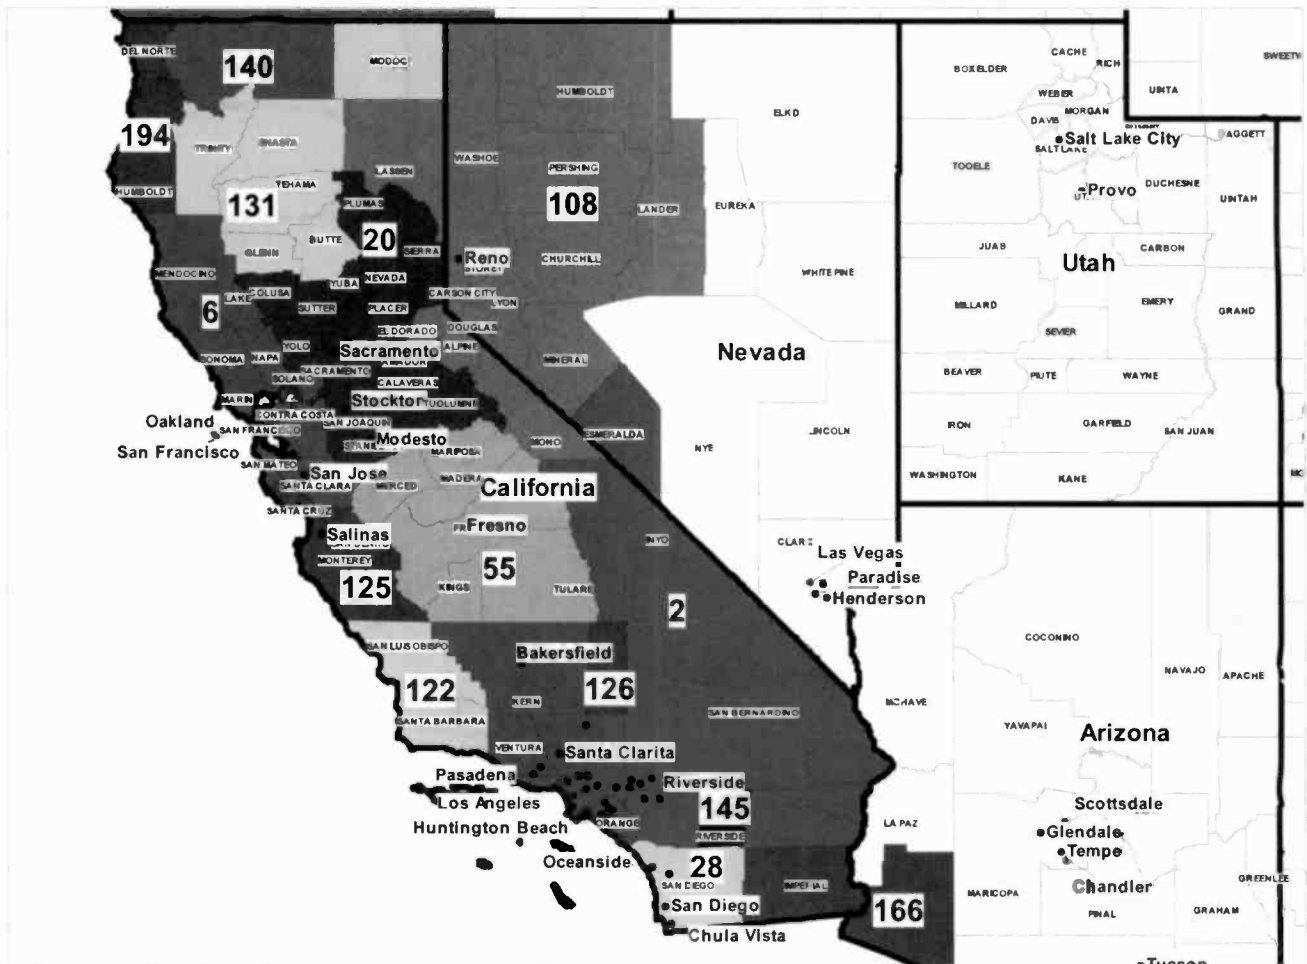 DEL NORTE
140
MODOC
HUMBOLDT
ELKO
BOX ELDER
CACHE
RICH
SWEETW
WEBER
UINTA
MORGAN
DAVIS
DAGGETT
194
TRINITY
SHASTA
WASHOE
PERSHING
Salt Lake City
SALT LAKE
TOOELE
LASSEN
HUMBOLDT
TEHAMA
131
PLUMAS
108
LANDER
EUREKA
Provo
DUCHESNE
UINTAH
BUTTE
20
GLENN
SIERRA
Reno
STOREY
CHURCHILL
JUAB
CARBON
Utah
MENDOCINO
NEVADA
YUBA
WHITE PINE
LAKE
COLUSA
CARSON CITY
LYON
6
SUTTER
PLACER
MILLARD
EMERY
GRAND
EL DORADO
DOUGLAS
SEVIER
YOLO
Sacramento
ALPINE
Nevada
SONOMA
NAPA
AMADOR
MINERAL
SACRAMENTO
SOLANO
CALAVERAS
BEAVER
PIUTE
WAYNE
MARIN
Stockton
TUOLUMNE
Oakland
CONTRA COSTA
SAN JOAQUIN
SAN FRANCISCO
IRON
GARFIELD
SAN JUAN
San Francisco
Modesto
MARIPOSA
MONO
ESMERALDA
NYE
LINCOLN
SAN MATEO
San Jose
SANTA CLARA
MERCED
MADERA
California
WASHINGTON
KANE
SANTA CRUZ
Salinas
Fresno
INYO
CLARK
Las Vegas
MONTEREY
125
55
KINGS
TULARE
2
Paradise
Henderson
SAN LUIS OBISPO
Bakersfield
COCONINO
NAVAJO
APACHE
122
126
KERN
SAN BERNARDINO
MOHAVE
SANTA BARBARA
YAVAPAI
Arizona
VENTURA
Santa Clarita
Pasadena
Riverside
Los Angeles
145
Scottsdale
Huntington Beach
ORANGE
RIVERSIDE
LA PAZ
Glendale
Tempe
Oceanside
28
SAN DIEGO
IMPERIAL
GREENLEE
MARICOPA
Chandler
San Diego
166
PINAL
GRAHAM
Chula Vista
Tucson